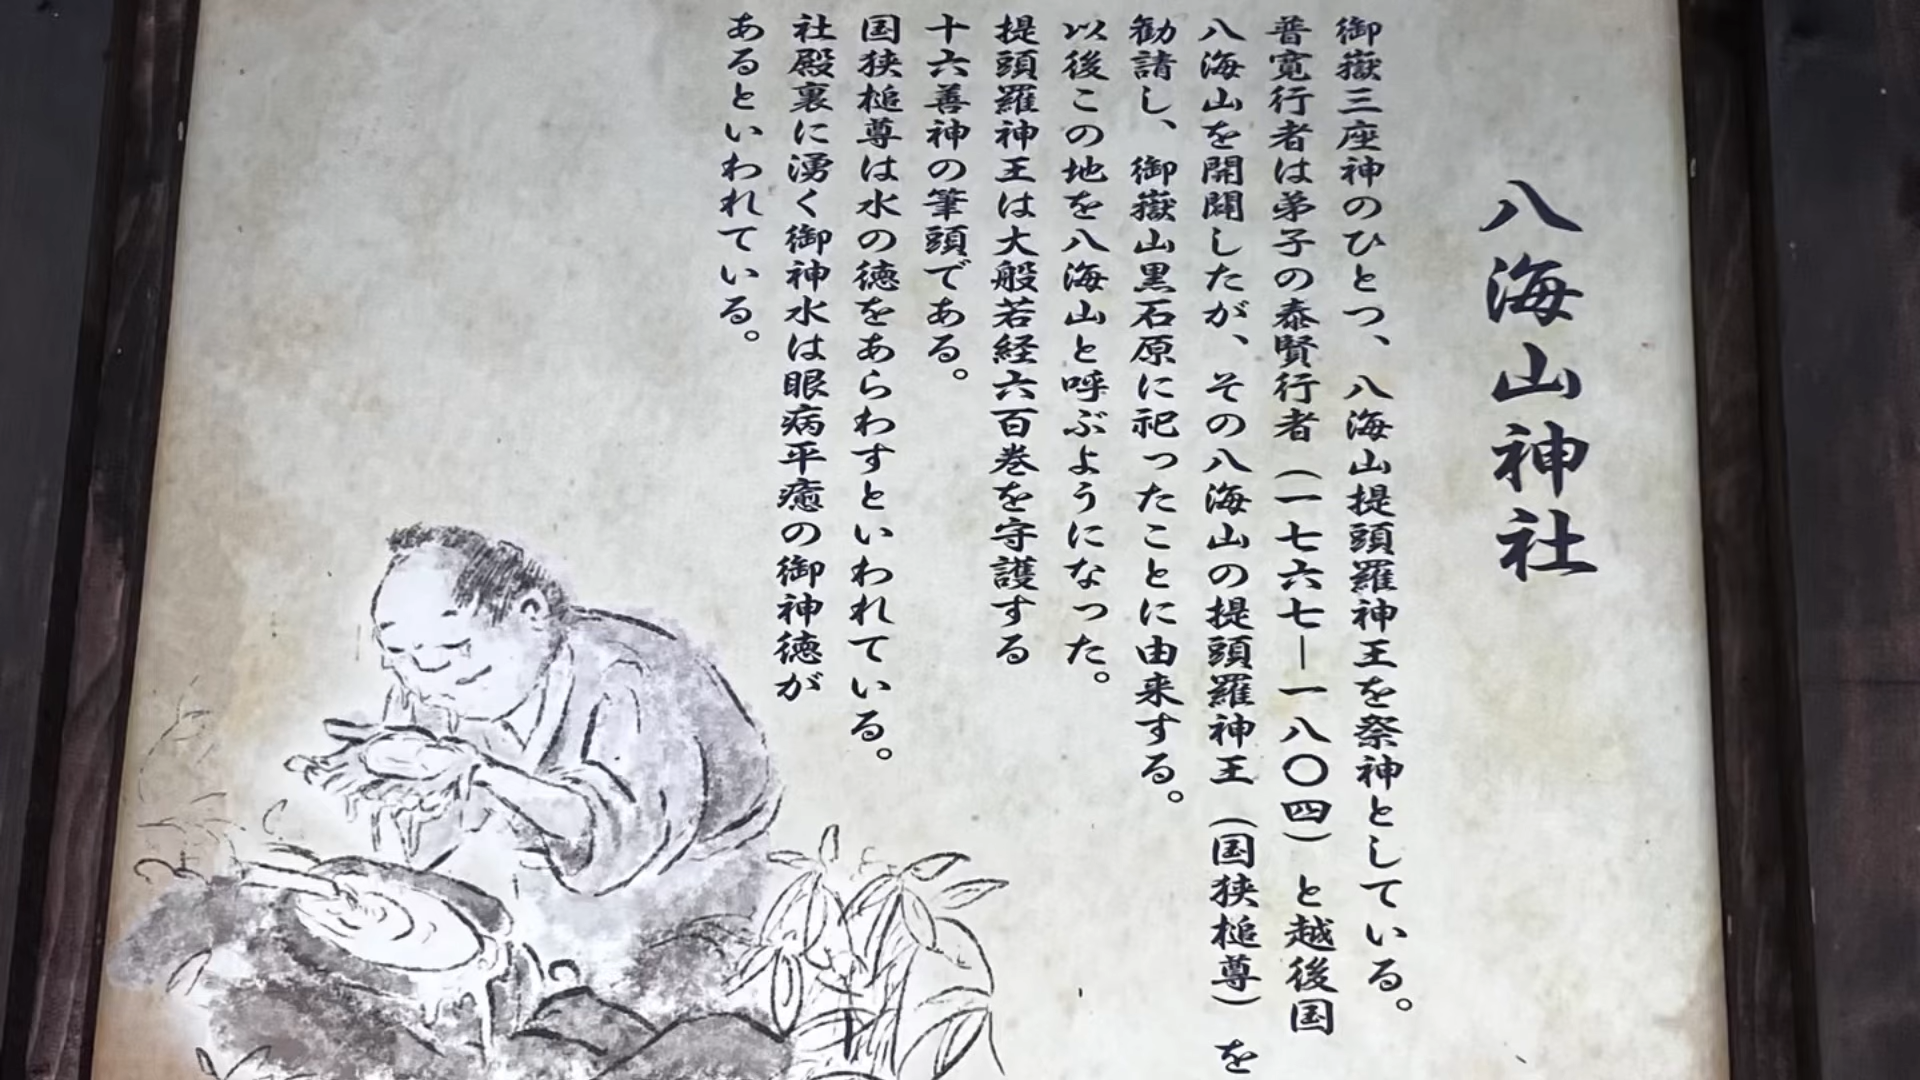 八海山神社
御嶽三座神のひとつ、八海山提頭羅神王を祭神としている。
普寛行者は弟子の泰賢行者（一七六七―一八〇四）と越後国
八海山を開闢したが、その八海山の提頭羅神王（国狭槌尊）を
勧請し、御嶽山黒石原に祀ったことに由来する。
以後この地を八海山と呼ぶようになった。
提頭羅神王は大般若経六百巻を守護する
十六善神の筆頭である。
国狭槌尊は水の徳をあらわすといわれている。
社殿裏に湧く御神水は眼病平癒の御神徳が
あるといわれている。